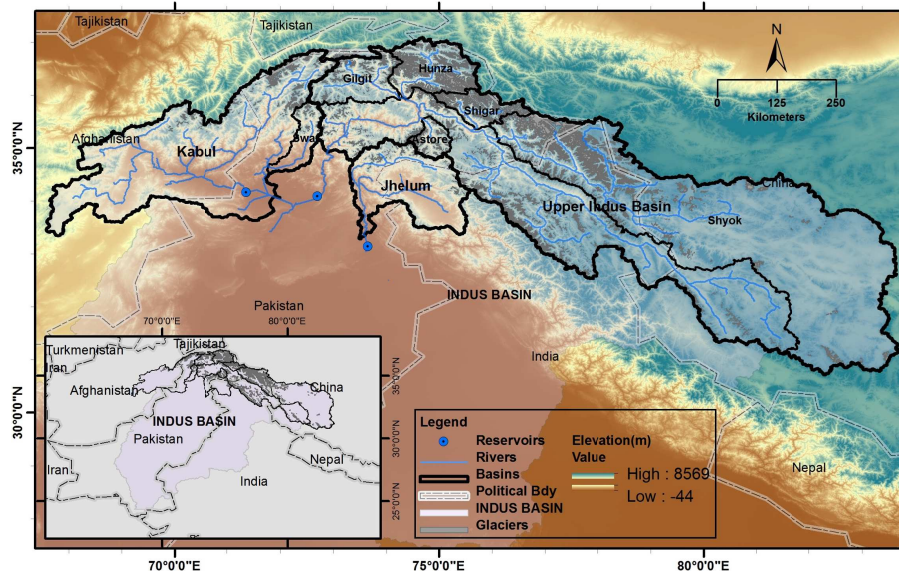 Tajikistan
Tajikistan
N
0 125 250
Kilometers
Hunza
Gilgit
Shigar
35°0'0"N
Afghanistan
Swat
Astore
Kabul
Jhelum
China
Upper Indus Basin
Shyok
INDUS BASIN
Pakistan
India
70°0'0"E
80°0'0"E
Tajikistan
Turkmenistan
Iran
Afghanistan
China
35°0'0"N
INDUS BASIN
Pakistan
30°0'0"N
Nepal
Iran
India
25°0'0"N
30°0'0"N
Legend
Reservoirs
Rivers
Basins
Political Bdy
INDUS BASIN
Glaciers
Elevation(m)
Value
High : 8569
Low : -44
Nepal
70°0'0"E
75°0'0"E
80°0'0"E